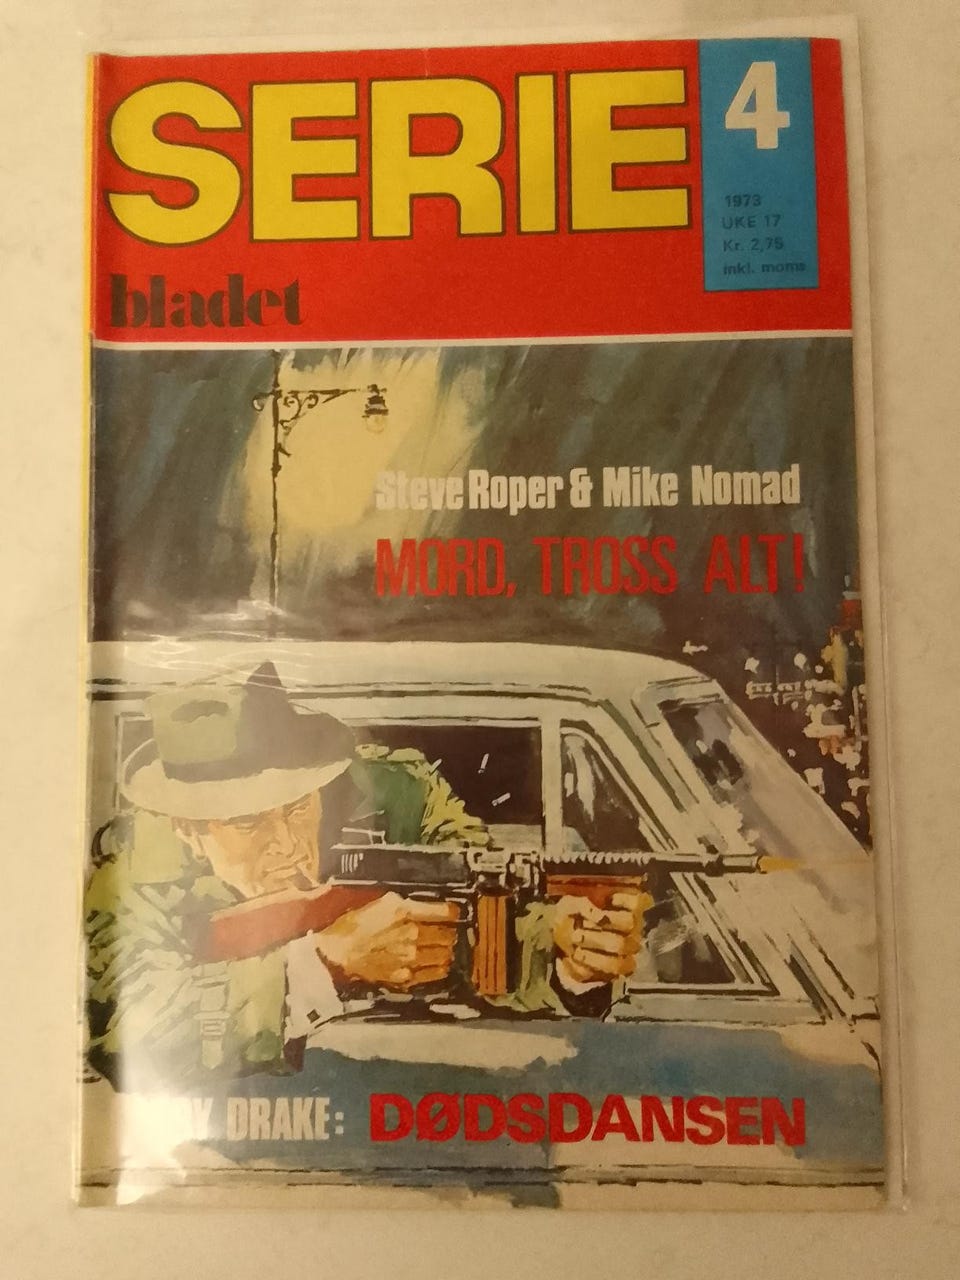 SERIE
bladet
4
1973
UKE 17
Kr. 2,75
inkl. moms
Steve Roper & Mike Nomad
MORD, TROSS ALT!
DRAKE: DØDSDANSEN